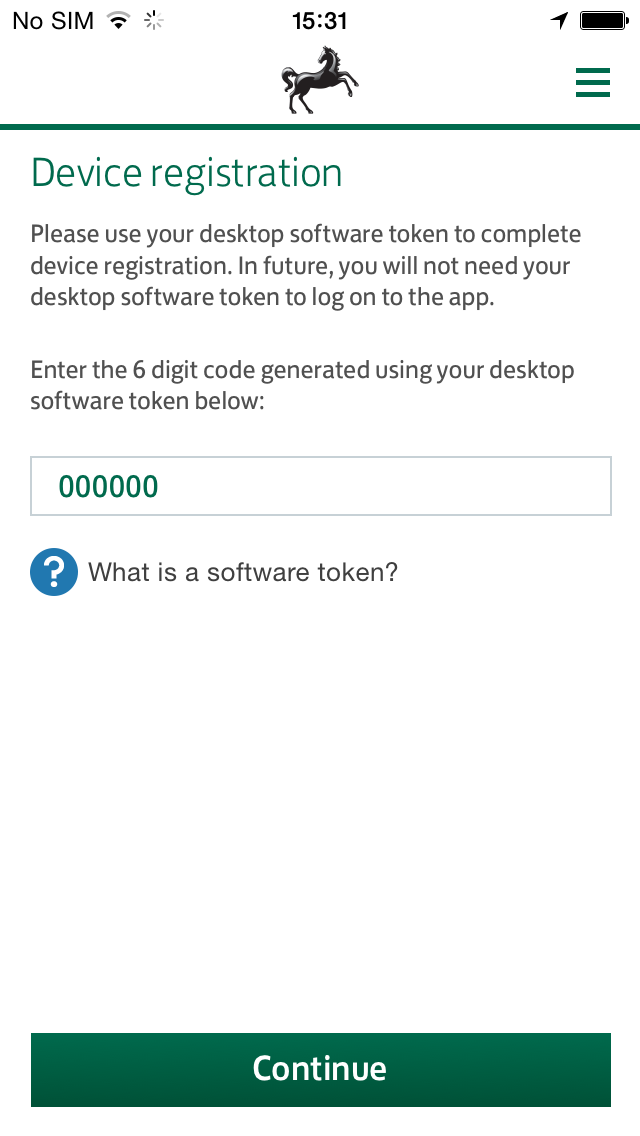 No SIM 15:31
Device registration
Please use your desktop software token to complete
device registration. In future, you will not need your
desktop software token to log on to the app.
Enter the 6 digit code generated using your desktop
software token below:
000000
? What is a software token?
Continue